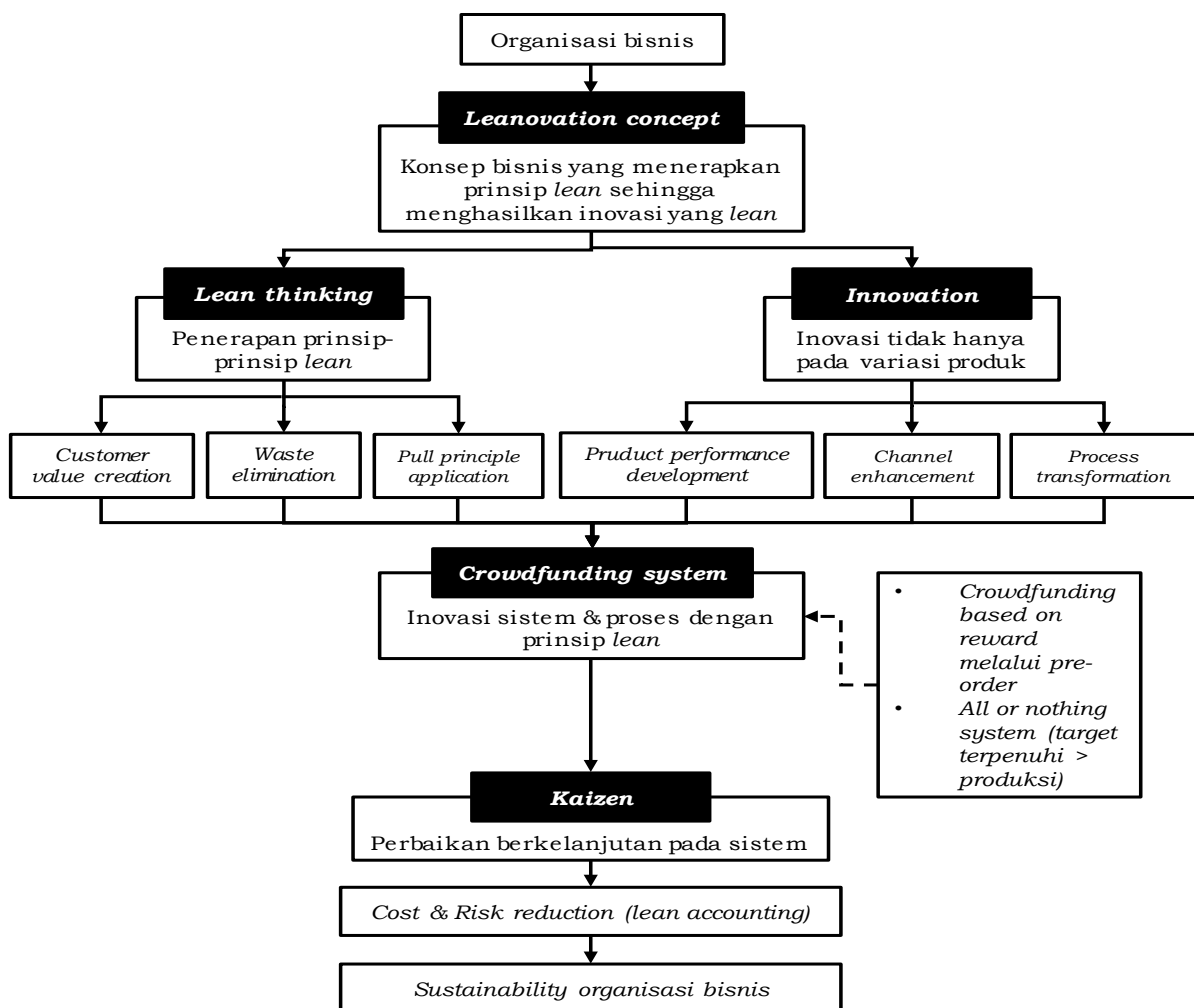 Organisasi bisnis
Leanovation concept
Konsep bisnis yang menerapkan
prinsip lean sehingga
menghasilkan inovasi yang lean
Lean thinking
Penerapan prinsip-
prinsip lean
Innovation
Inovasi tidak hanya
pada variasi produk
Customer
value creation
Waste
elimination
Pull principle
application
Pruduct performance
development
Channel
enhancement
Process
transformation
Crowdfunding system
Inovasi sistem & proses dengan
prinsip lean
• Crowdfunding
based on
reward
melalui pre-
order
• All or nothing
system (target
terpenuhi >
produksi)
Kaizen
Perbaikan berkelanjutan pada sistem
Cost & Risk reduction (lean accounting)
Sustainability organisasi bisnis